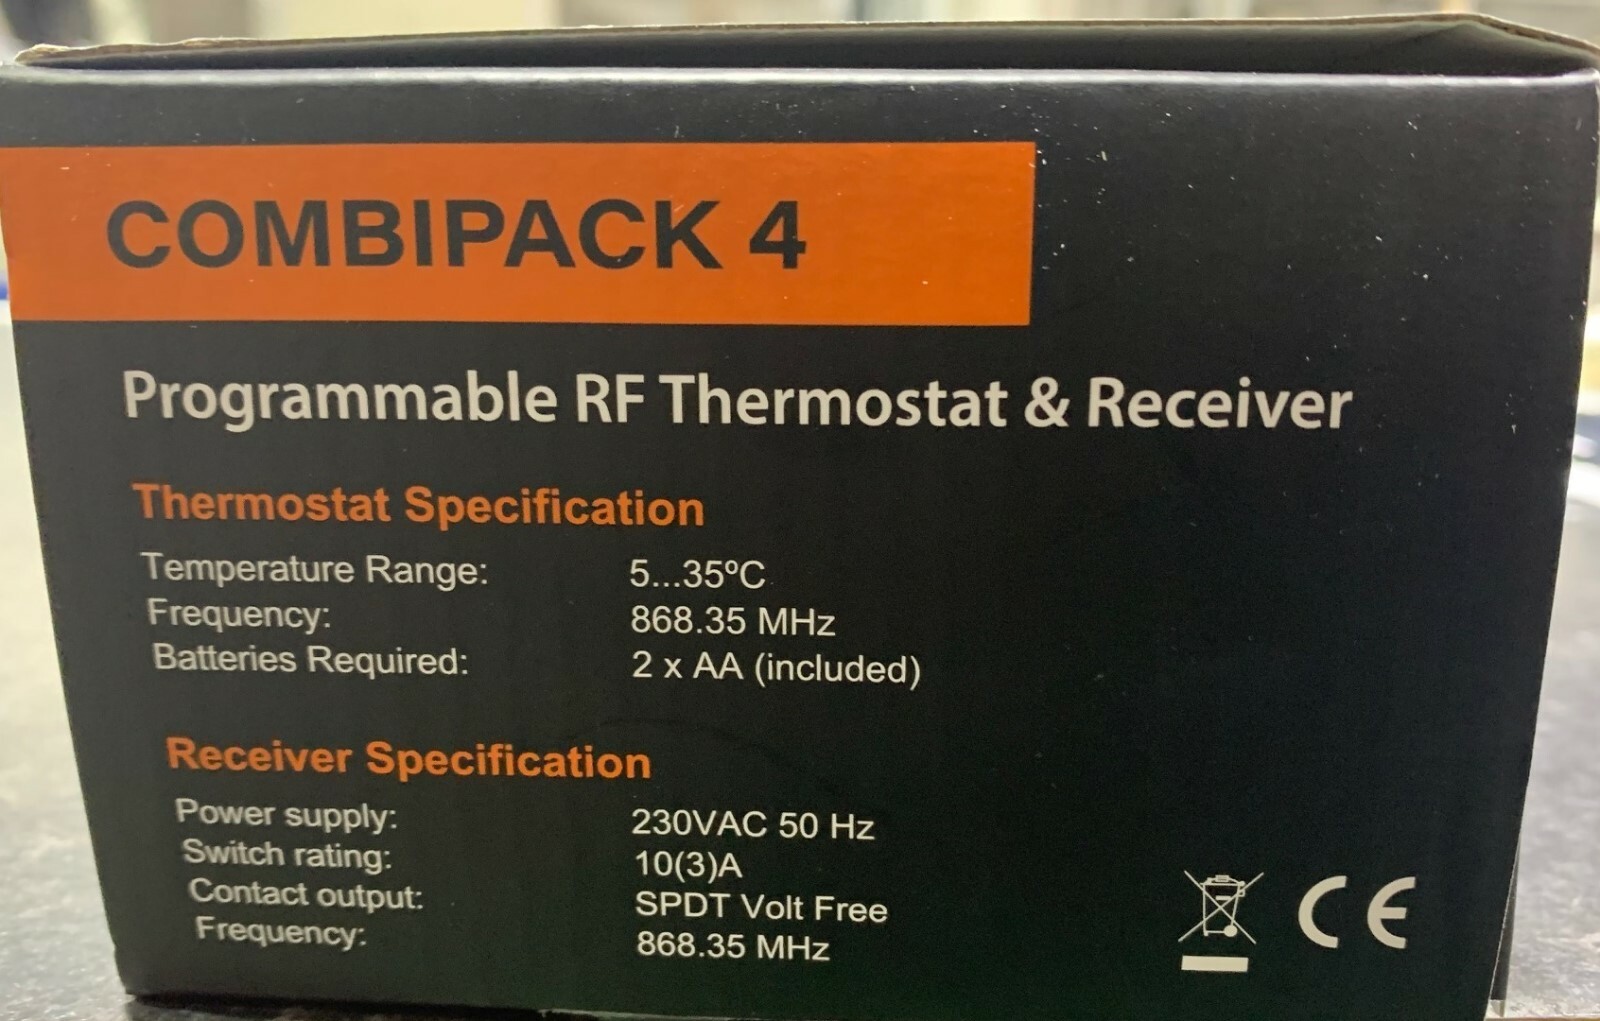 COMBIPACK 4
Programmable RF Thermostat & Receiver
Thermostat Specification
Temperature Range: 5...35ºC
Frequency: 868.35 MHz
Batteries Required: 2 x AA (included)
Receiver Specification
Power supply: 230VAC 50 Hz
Switch rating: 10(3)A
Contact output: SPDT Volt Free
Frequency: 868.35 MHz
CE